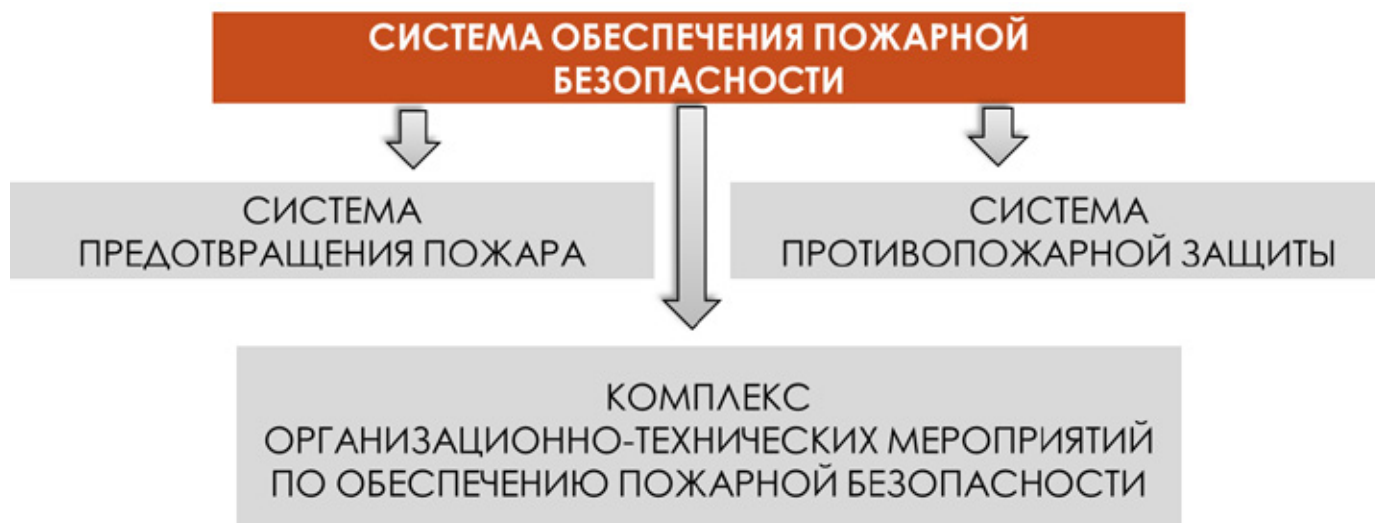 СИСТЕМА ОБЕСПЕЧЕНИЯ ПОЖАРНОЙ
БЕЗОПАСНОСТИ
СИСТЕМА
ПРЕДОТВРАЩЕНИЯ ПОЖАРА
СИСТЕМА
ПРОТИВОПОЖАРНОЙ ЗАЩИТЫ
КОМПЛЕКС
ОРГАНИЗАЦИОННО-ТЕХНИЧЕСКИХ МЕРОПРИЯТИЙ
ПО ОБЕСПЕЧЕНИЮ ПОЖАРНОЙ БЕЗОПАСНОСТИ